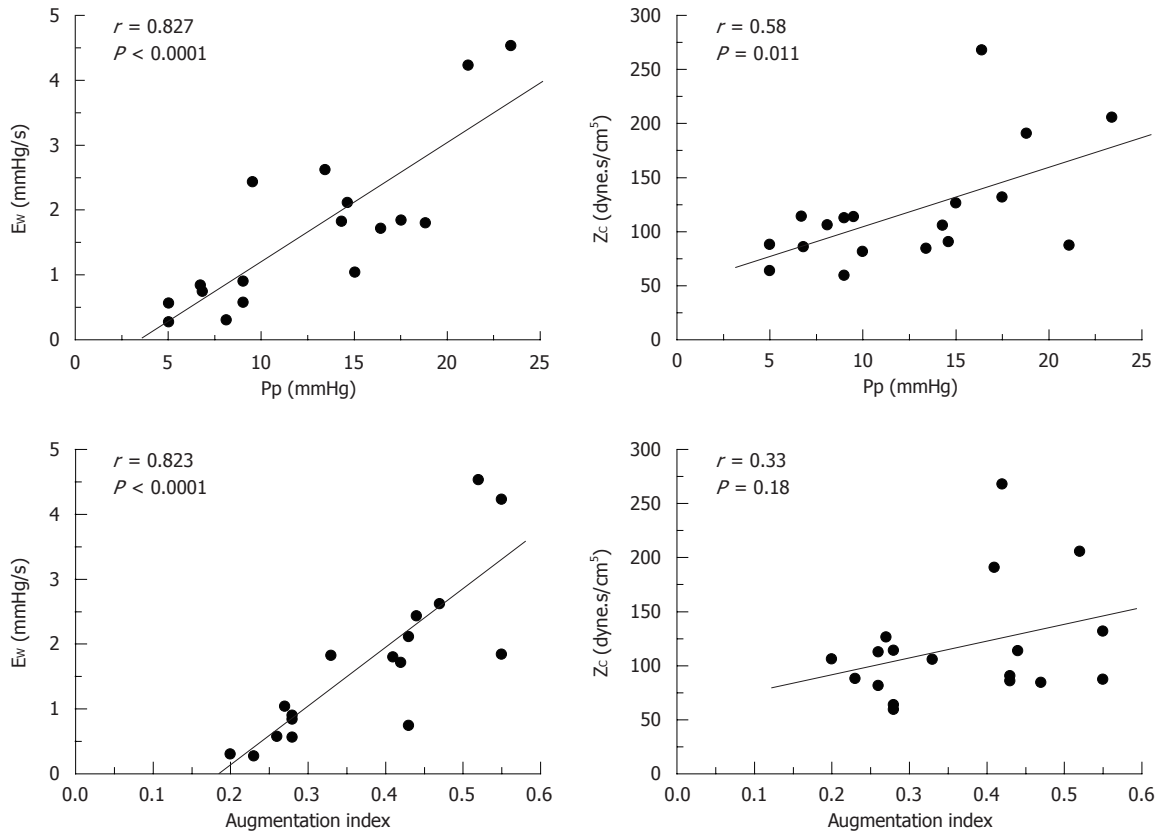 r = 0.827
P < 0.0001
5
4
3
2
1
0
Ew (mmHg/s)
0 5 10 15 20 25
Pp (mmHg)
r = 0.58
P = 0.011
300
250
200
150
100
50
0
Zc (dyne.s/cm⁵)
0 5 10 15 20 25
Pp (mmHg)
r = 0.823
P < 0.0001
5
4
3
2
1
0
Ew (mmHg/s)
0.0 0.1 0.2 0.3 0.4 0.5 0.6
Augmentation index
r = 0.33
P = 0.18
300
250
200
150
100
50
0
Zc (dyne.s/cm⁵)
0.0 0.1 0.2 0.3 0.4 0.5 0.6
Augmentation index